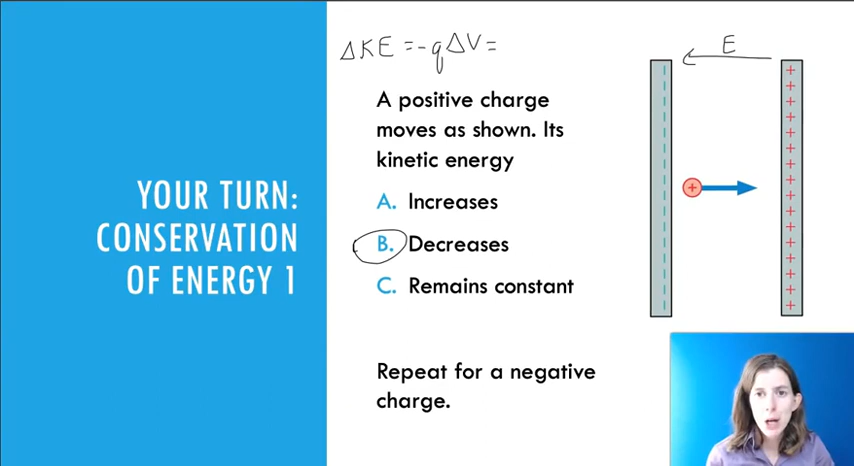 ΔKE = -qΔV =
E
A positive charge
moves as shown. Its
kinetic energy
A. Increases
B. Decreases
C. Remains constant
YOUR TURN:
CONSERVATION
OF ENERGY 1
Repeat for a negative
charge.